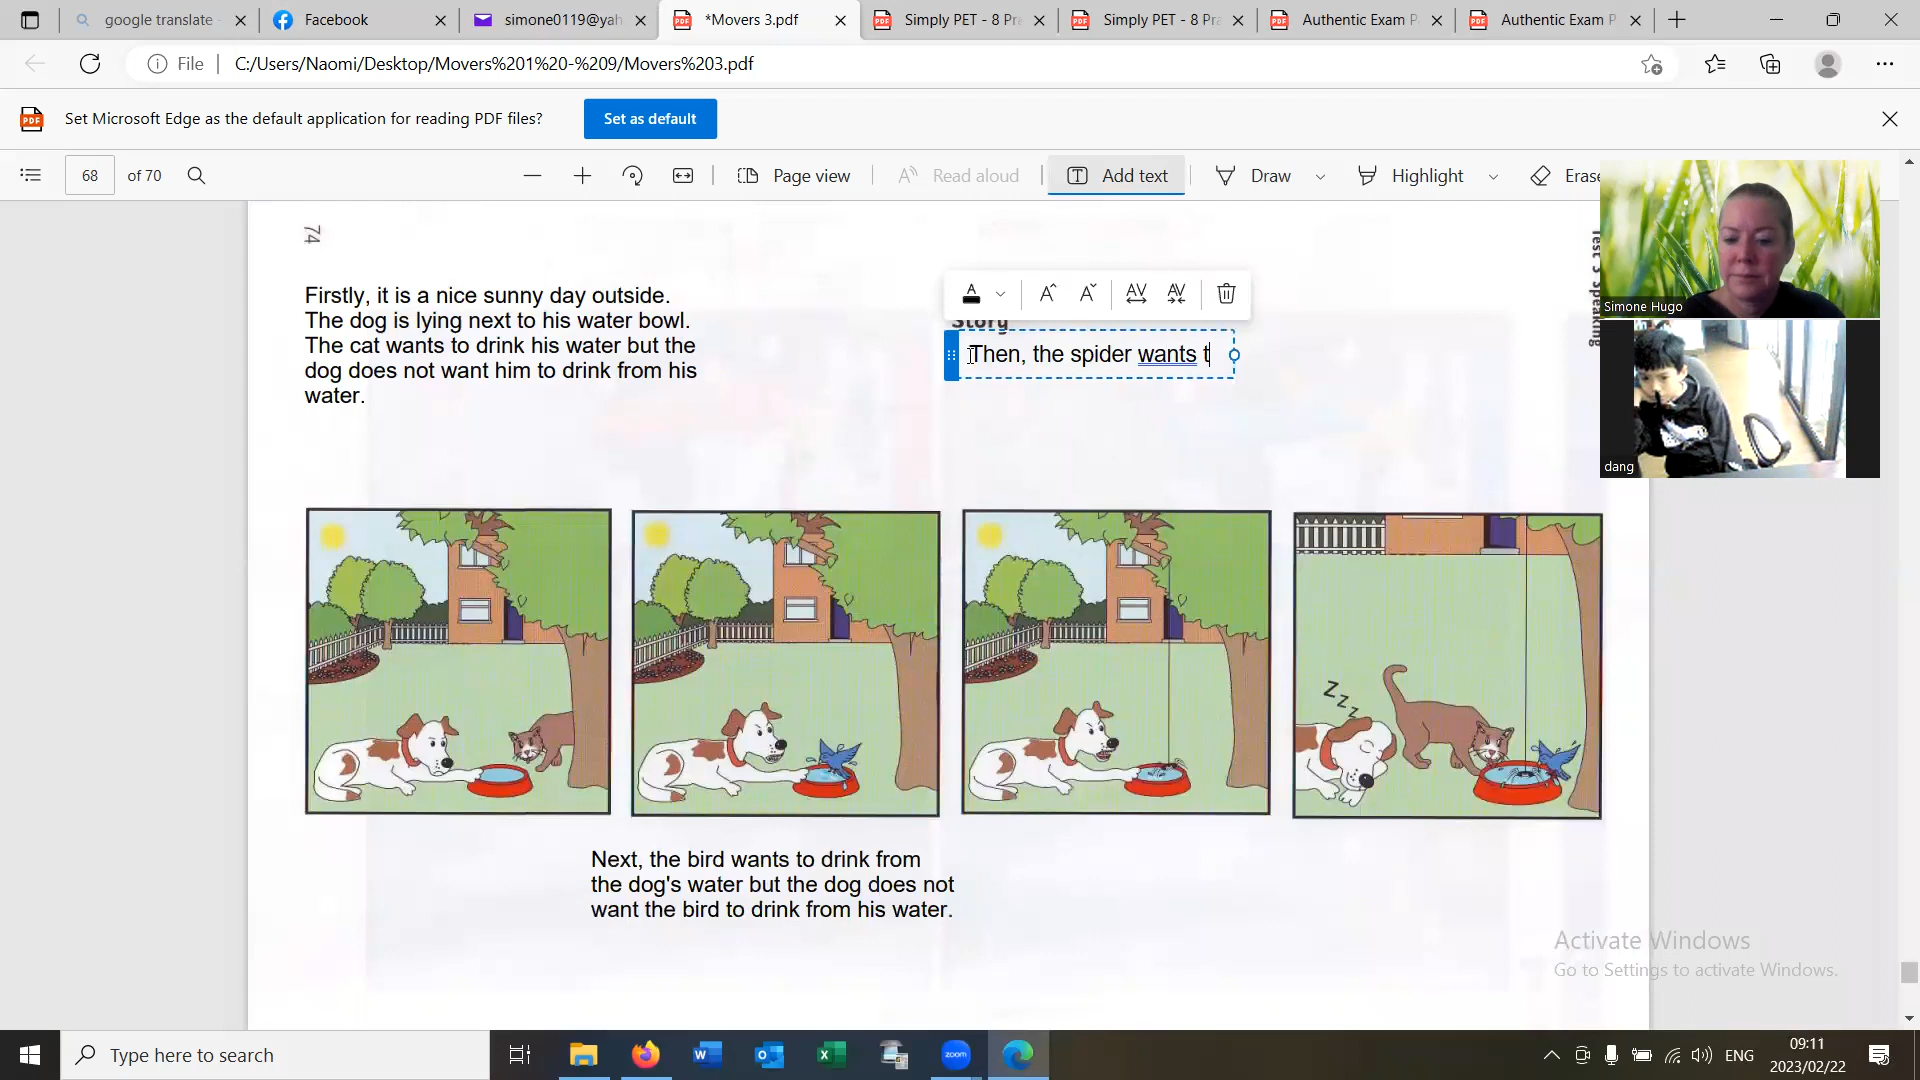 google translate
Facebook
simone0119@yah
*Movers 3.pdf
Simply PET - 8 Pr
Simply PET - 8 Pra
Authentic Exam P
Authentic Exam P
File
C:/Users/Naomi/Desktop/Movers%201%20-%209/Movers%203.pdf
Set Microsoft Edge as the default application for reading PDF files?
Set as default
68 of 70
Page view
Read aloud
Add text
Draw
Highlight
Erase
74
Test 3 Speaking
Simone Hugo
dang
Firstly, it is a nice sunny day outside.
The dog is lying next to his water bowl.
The cat wants to drink his water but the
dog does not want him to drink from his
water.
Story
Then, the spider wants t
Z z z
Next, the bird wants to drink from
the dog's water but the dog does not
want the bird to drink from his water.
Activate Windows
Go to Settings to activate Windows.
Type here to search
zoom
ENG
09:11
2023/02/22